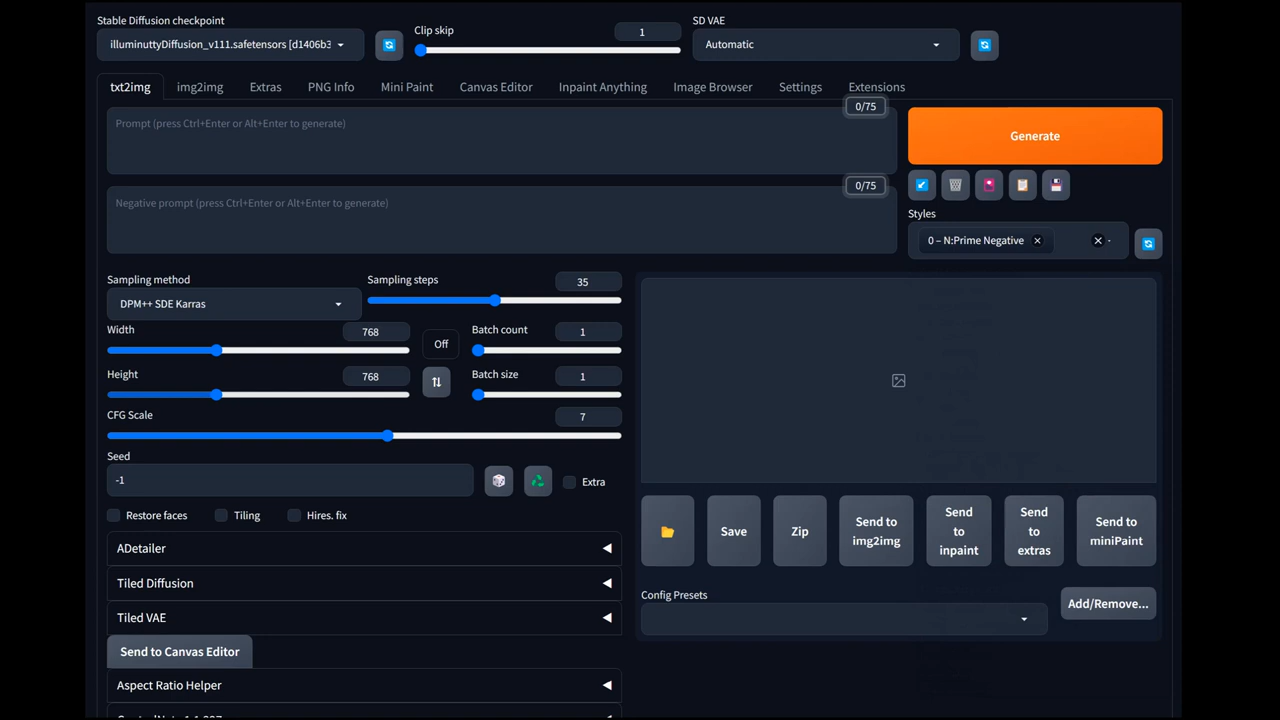 Stable Diffusion checkpoint
illuminuttyDiffusion_v111.safetensors [d1406b3
Clip skip
1
SD VAE
Automatic
txt2img
img2img
Extras
PNG Info
Mini Paint
Canvas Editor
Inpaint Anything
Image Browser
Settings
Extensions
0/75
Prompt (press Ctrl+Enter or Alt+Enter to generate)
Generate
0/75
Negative prompt (press Ctrl+Enter or Alt+Enter to generate)
Styles
0 – N:Prime Negative
Sampling method
DPM++ SDE Karras
Sampling steps
35
Width
768
Off
Batch count
1
Height
768
Batch size
1
CFG Scale
7
Seed
-1
Extra
Restore faces
Tiling
Hires. fix
ADetailer
Tiled Diffusion
Tiled VAE
Send to Canvas Editor
Aspect Ratio Helper
Save
Zip
Send to
img2img
Send
to
inpaint
Send
to
extras
Send to
miniPaint
Config Presets
Add/Remove...